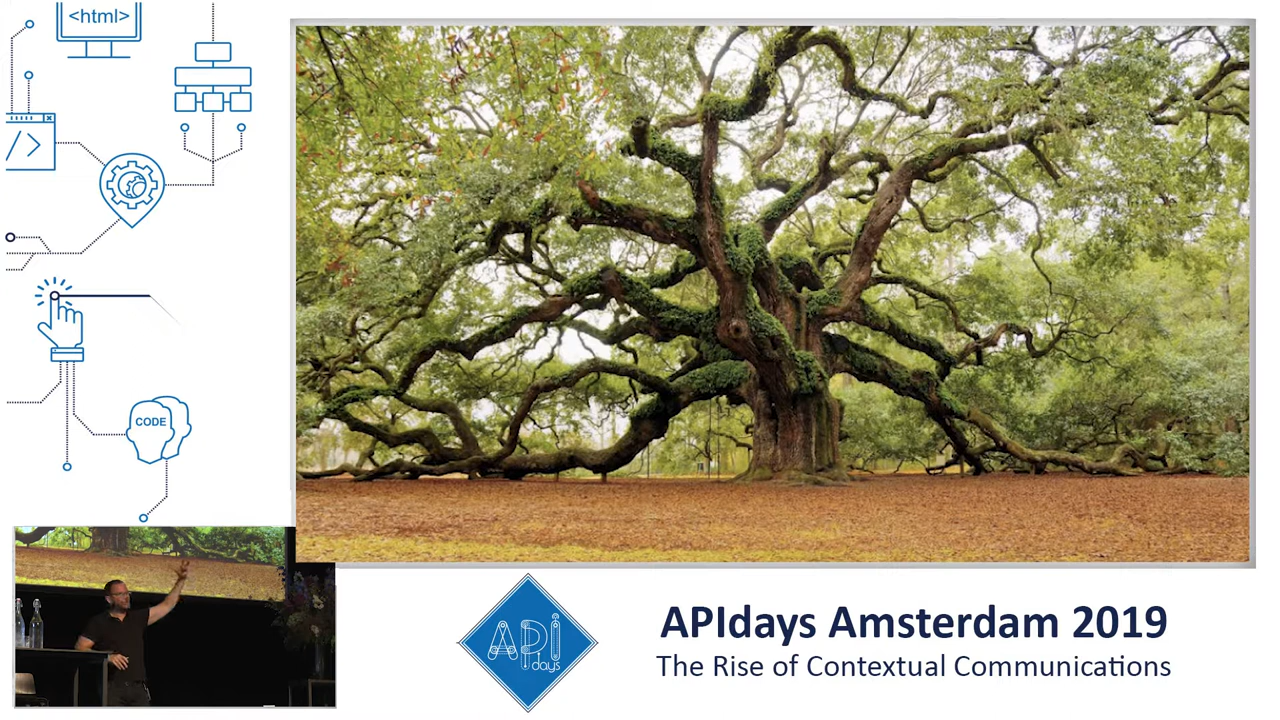 <html>
</>
CODE
API
days
APIdays Amsterdam 2019
The Rise of Contextual Communications